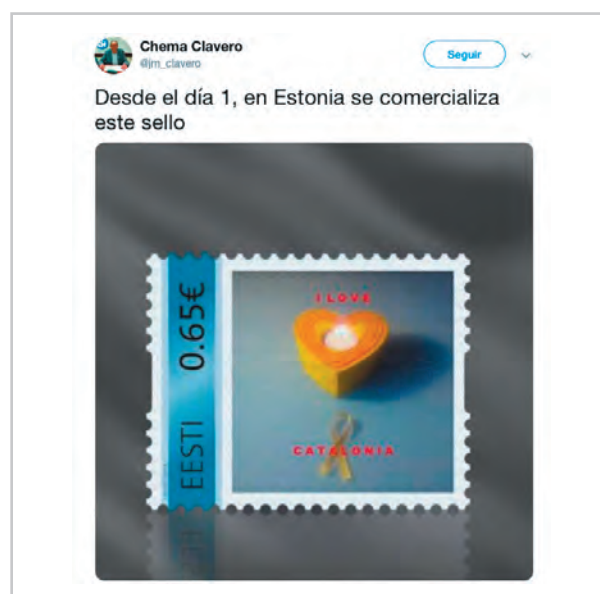 Chema Clavero
@jm_clavero
Seguir
Desde el día 1, en Estonia se comercializa
este sello
EESTI 0.65€
I LOVE
CATALONIA